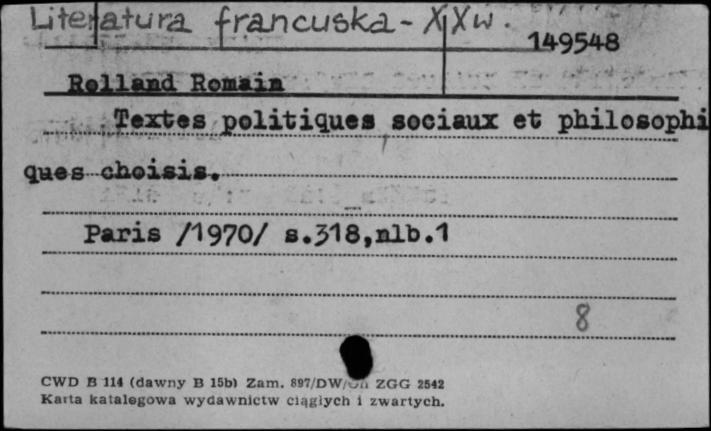 Literatura francuska - XX w.
149548
Rolland Romain
Textes politiques sociaux et philosophi
ques choisis.
Paris /1970/ s.318,nlb.1
8
CWD B 114 (dawny B 15b) Zam. 897/DW/ ZGG 2542
Karta katalogowa wydawnictw ciągłych i zwartych.